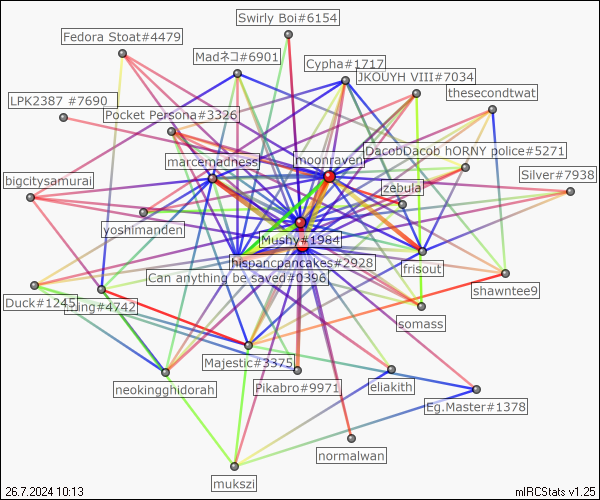 Swirly Boi#6154
Fedora Stoat#4479
Madネコ#6901
Cypha#1717
JKOUYH VIII#7034
thesecondtwat
LPK2387 #7690
Pocket Persona#3326
marcemadness
moonraven
DacobDacob hORNY police#5271
bigcitysamurai
zebula
Silver#7938
yoshimanden
Mushy#1984
hispancpancakes#2928
frisout
Can anything be saved#0396
shawntee9
Duck#1245
ing#4742
somass
Majestic#3375
neokingghidorah
Pikabro#9971
eliakith
Eg.Master#1378
normalwan
mukszi
26.7.2024 10:13
mIRCStats v1.25